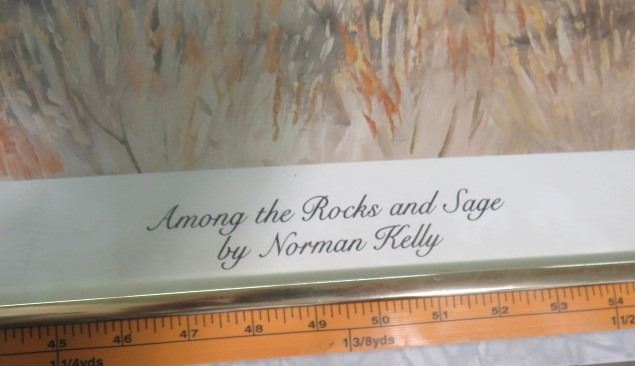 Among the Rocks and Sage
by Norman Kelly
45 46 47 48 49 50 51 52 53 54
1 1/4yds 1 3/8yds 1 1/2